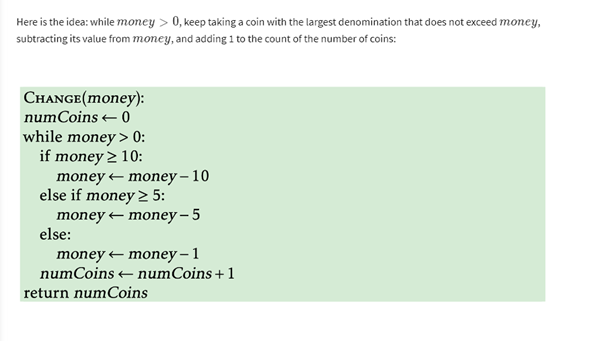 Here is the idea: while money > 0, keep taking a coin with the largest denomination that does not exceed money,
subtracting its value from money, and adding 1 to the count of the number of coins:
CHANGE(money):
numCoins ← 0
while money > 0:
if money ≥ 10:
money ← money – 10
else if money ≥ 5:
money ← money – 5
else:
money ← money – 1
numCoins ← numCoins + 1
return numCoins